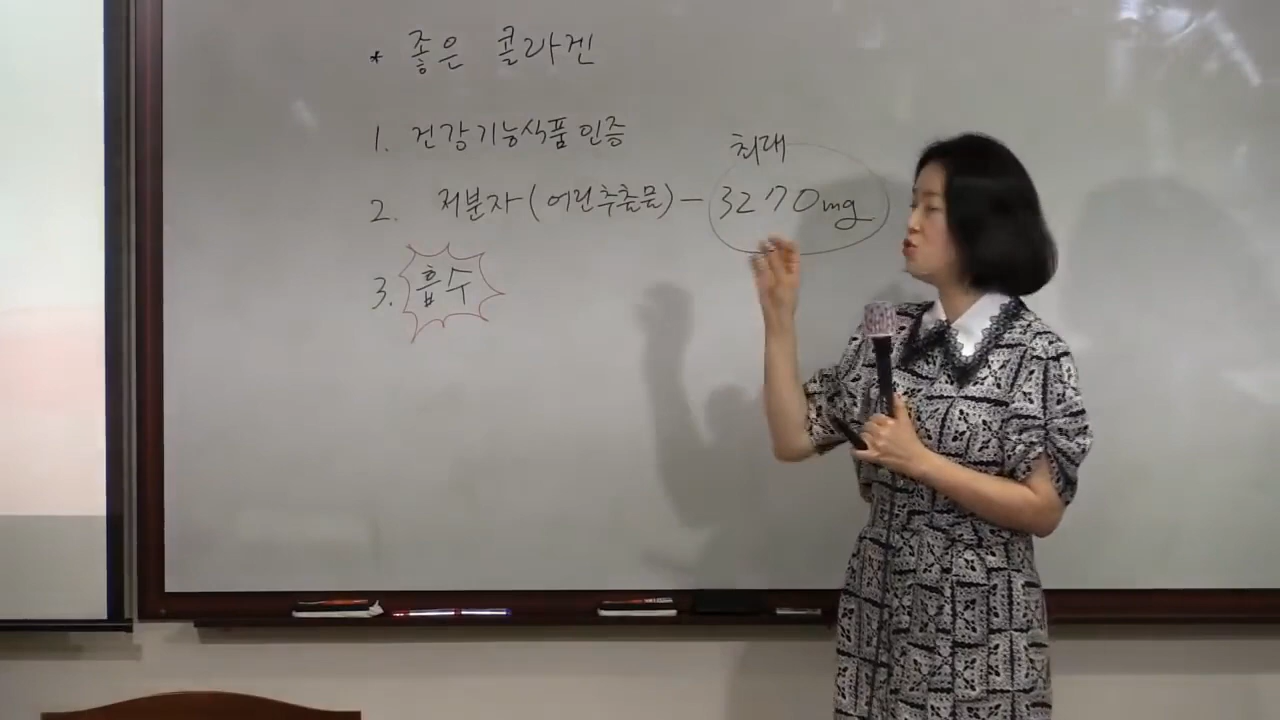 * 좋은 콜라겐
1. 건강기능식품 인증
최대
2. 저분자 (어린추출물) - 3270mg
3. 흡수